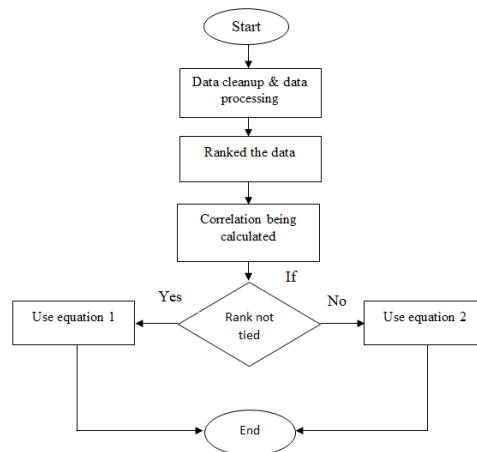 Start
Data cleanup & data
processing
Ranked the data
Correlation being
calculated
If
Yes
No
Use equation 1
Rank not
tied
Use equation 2
End